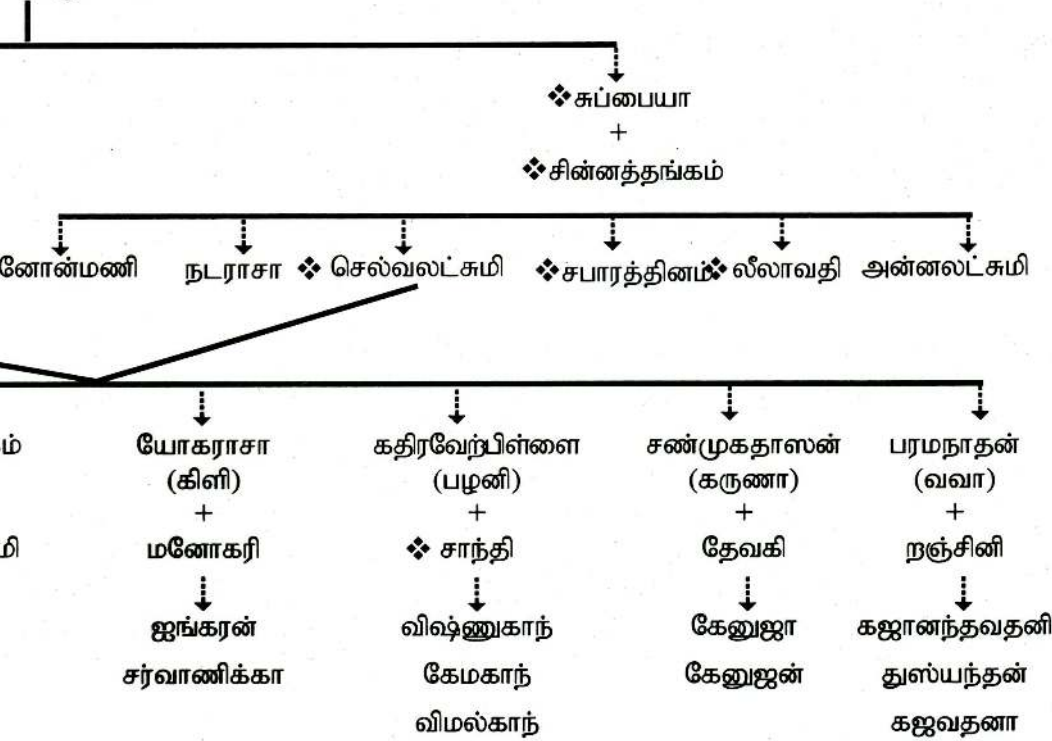 ❖சுப்பையா
+
❖சின்னத்தங்கம்
னோன்மணி நடராசா ❖ செல்வலட்சுமி ❖சபாரத்தினம் ❖ லீலாவதி அன்னலட்சுமி
யோகராசா கதிரவேற்பிள்ளை சண்முகதாஸன் பரமநாதன்
(கிளி) (பழனி) (கருணா) (வவா)
+ + + +
மி மனோகரி ❖ சாந்தி தேவகி றஞ்சினி
ஐங்கரன் விஷ்ணுகாந் கேனுஜா கஜானந்தவதனி
சர்வாணிக்கா கேமகாந் கேனுஜன் துஸ்யந்தன்
விமல்காந் கஜவதனா